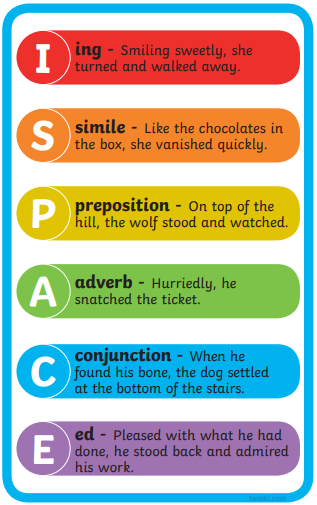 I
ing - Smiling sweetly, she
turned and walked away.
S
simile - Like the chocolates in
the box, she vanished quickly.
P
preposition - On top of the
hill, the wolf stood and watched.
A
adverb - Hurriedly, he
snatched the ticket.
C
conjunction - When he
found his bone, the dog settled
at the bottom of the stairs.
E
ed - Pleased with what he had
done, he stood back and admired
his work.
twinkl.com